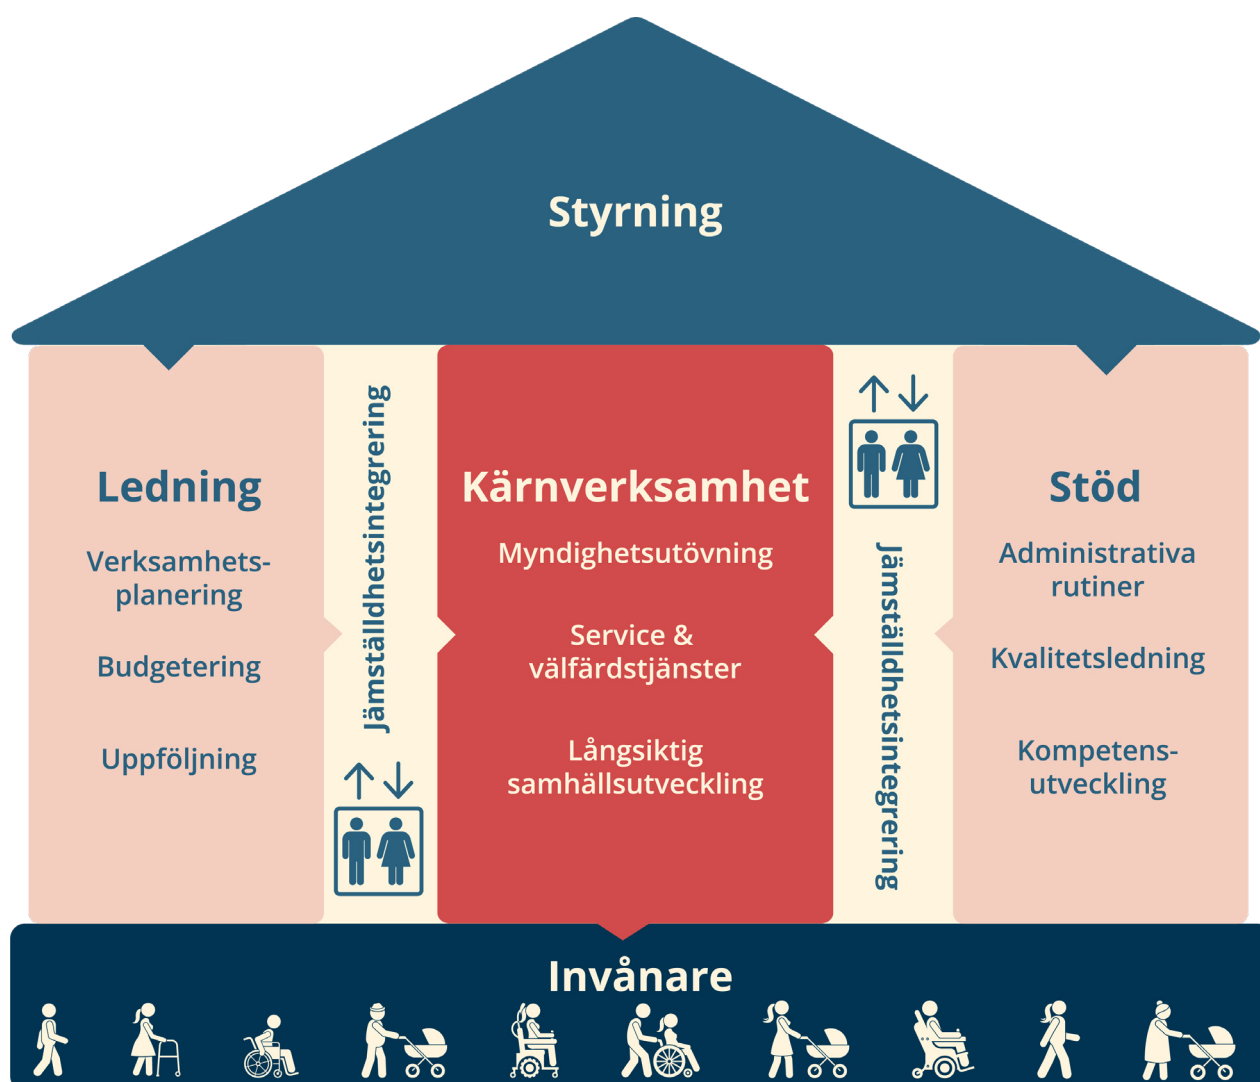 Styrning
Ledning
Verksamhets-
planering
Budgetering
Uppföljning
Jämställdhetsintegrering
Kärnverksamhet
Myndighetsutövning
Service &
välfärdstjänster
Långsiktig
samhällsutveckling
Jämställdhetsintegrering
Stöd
Administrativa
rutiner
Kvalitetsledning
Kompetens-
utveckling
Invånare